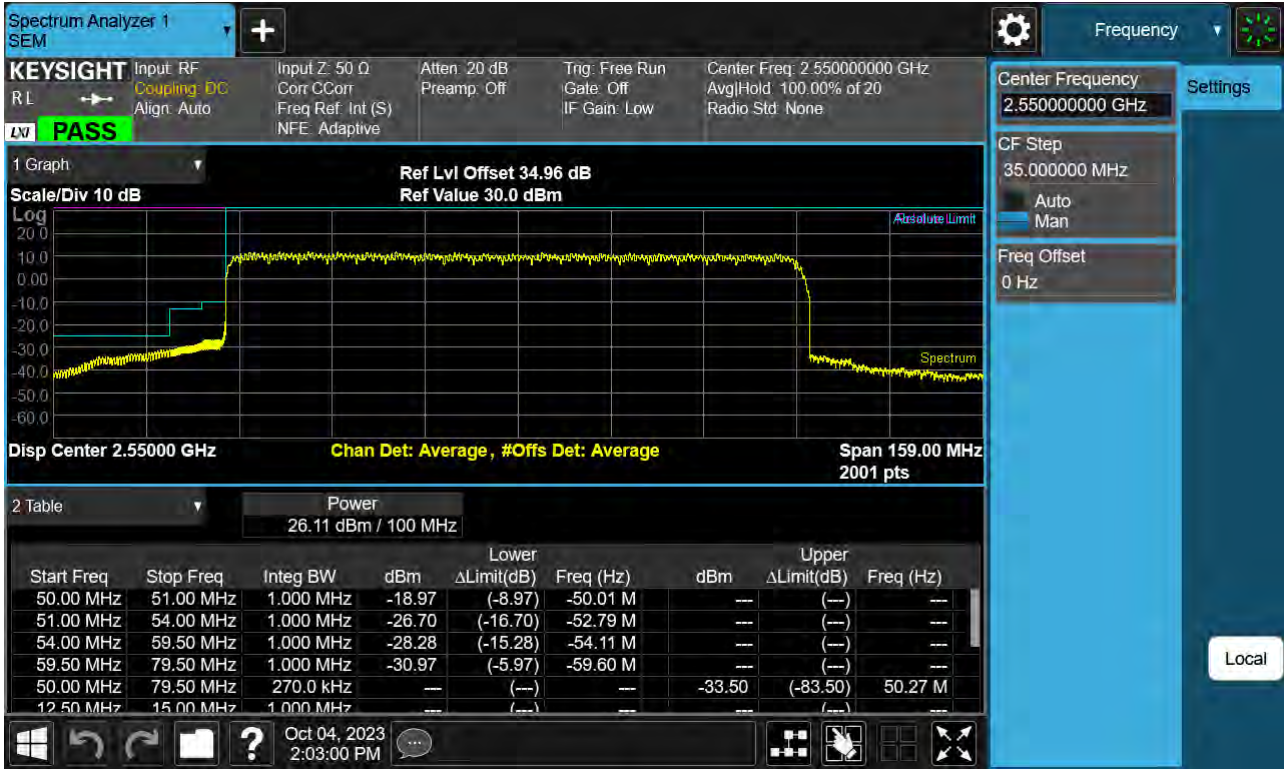 Spectrum Analyzer 1
SEM
Frequency
KEYSIGHT
RL
LXI PASS
Input: RF
Coupling: DC
Align: Auto
Input Z: 50 Ω
Corr CCorr
Freq Ref: Int (S)
NFE: Adaptive
Atten: 20 dB
Preamp: Off
Trig: Free Run
Gate: Off
IF Gain: Low
Center Freq: 2.550000000 GHz
Avg|Hold: 100.00% of 20
Radio Std: None
Center Frequency
2.550000000 GHz
Settings
CF Step
35.000000 MHz
Auto
Man
Freq Offset
0 Hz
1 Graph
Scale/Div 10 dB
Ref Lvl Offset 34.96 dB
Ref Value 30.0 dBm
Log
20.0
10.0
0.00
-10.0
-20.0
-30.0
-40.0
-50.0
-60.0
Limit
Spectrum
Disp Center 2.55000 GHz
Chan Det: Average, #Offs Det: Average
Span 159.00 MHz
2001 pts
2 Table
Power
26.11 dBm / 100 MHz
Lower Upper
Start Freq Stop Freq Integ BW dBm ΔLimit(dB) Freq (Hz) dBm ΔLimit(dB) Freq (Hz)
50.00 MHz 51.00 MHz 1.000 MHz -18.97 (-8.97) -50.01 M --- (---) ---
51.00 MHz 54.00 MHz 1.000 MHz -26.70 (-16.70) -52.79 M --- (---) ---
54.00 MHz 59.50 MHz 1.000 MHz -28.28 (-15.28) -54.11 M --- (---) ---
59.50 MHz 79.50 MHz 1.000 MHz -30.97 (-5.97) -59.60 M --- (---) ---
50.00 MHz 79.50 MHz 270.0 kHz --- (---) --- -33.50 (-83.50) 50.27 M
12.50 MHz 15.00 MHz 1.000 MHz --- (---) --- --- (---) ---
Local
?
Oct 04, 2023
2:03:00 PM